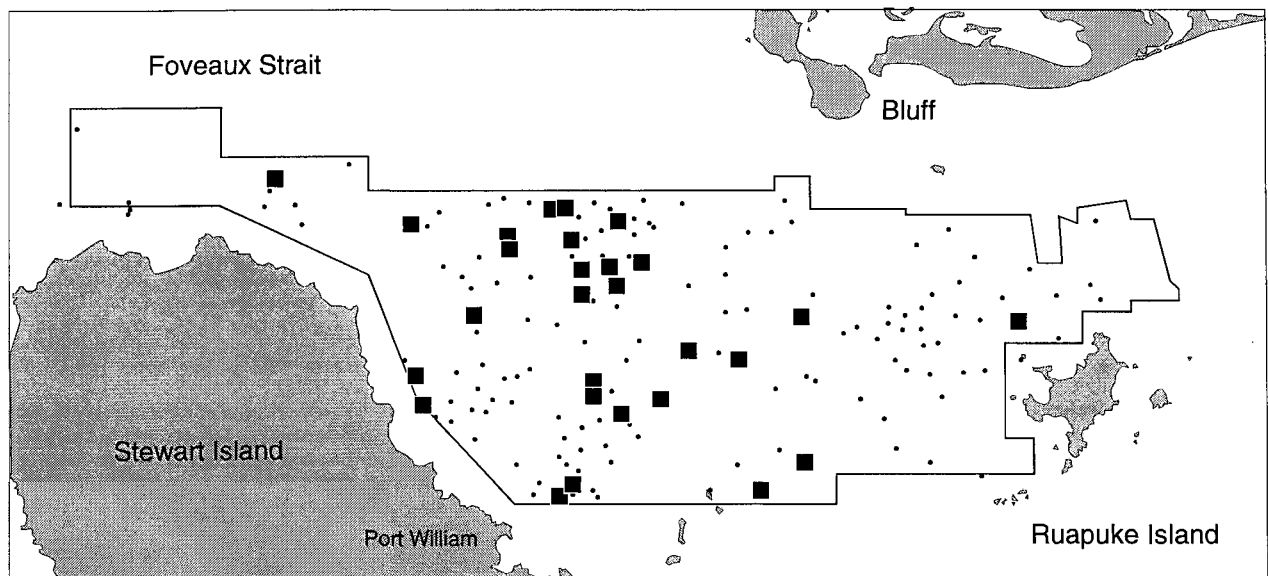 Foveaux Strait
Bluff
Stewart Island
Port William
Ruapuke Island